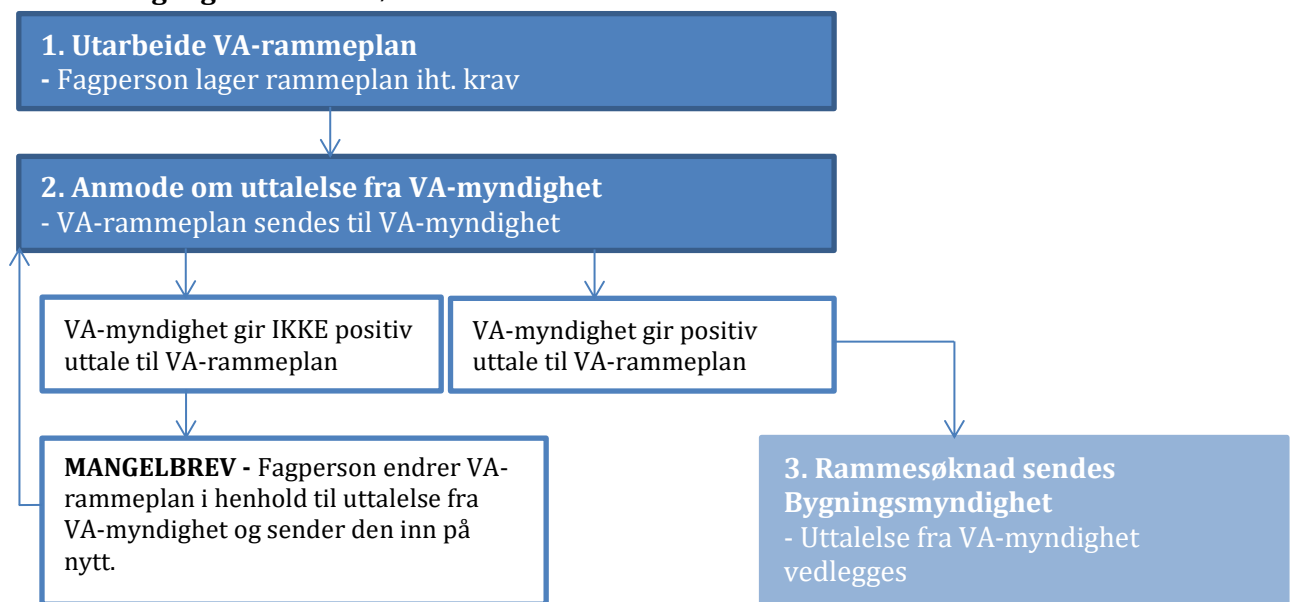 1. Utarbeide VA-rammeplan
- Fagperson lager rammeplan iht. krav
2. Anmode om uttalelse fra VA-myndighet
- VA-rammeplan sendes til VA-myndighet
VA-myndighet gir IKKE positiv
uttale til VA-rammeplan
VA-myndighet gir positiv
uttale til VA-rammeplan
MANGELBREV - Fagperson endrer VA-
rammeplan i henhold til uttalelse fra
VA-myndighet og sender den inn på
nytt.
3. Rammesøknad sendes
Bygningsmyndighet
- Uttalelse fra VA-myndighet
vedlegges